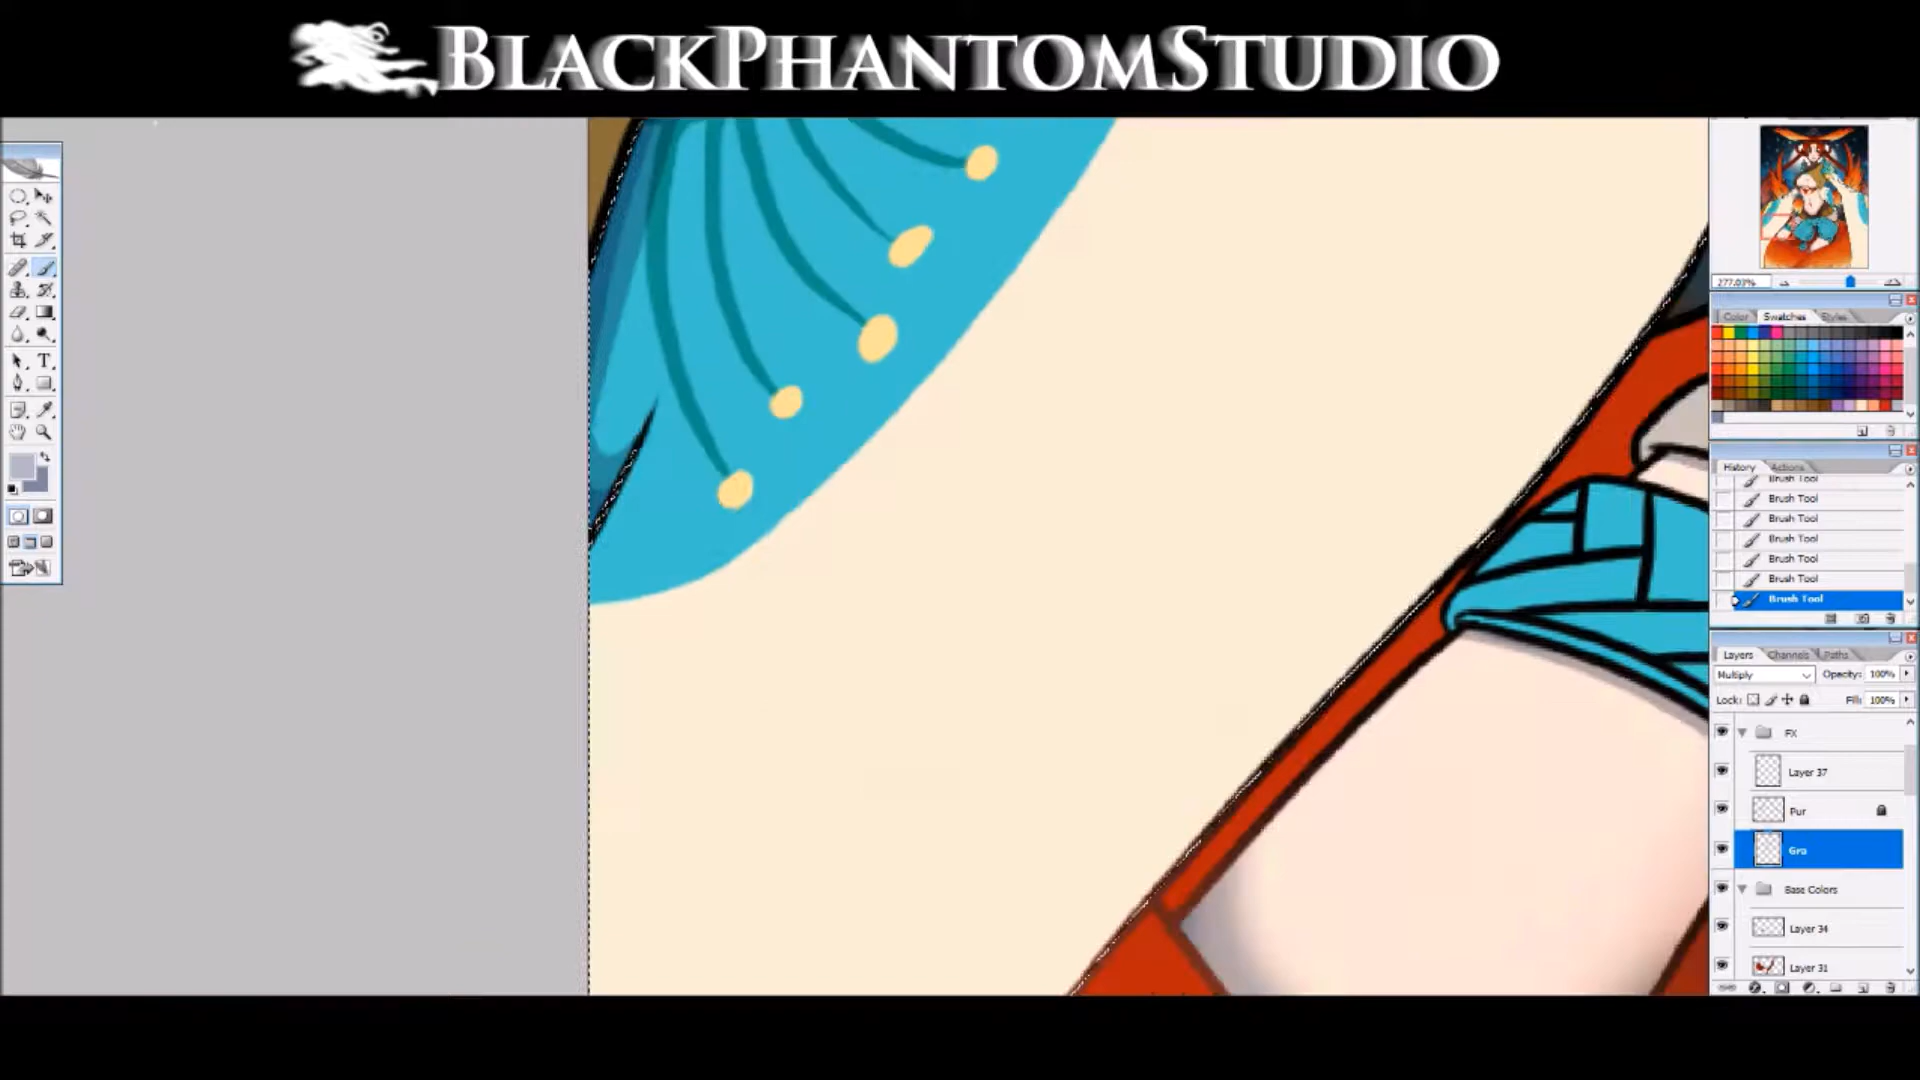 BLACKPHANTOMSTUDIO
277.03%
Color Swatches Styles
History Actions
Brush Tool
Brush Tool
Brush Tool
Brush Tool
Brush Tool
Brush Tool
Brush Tool
Layers Channels Paths
Multiply Opacity: 100%
Lock: Fill: 100%
FX
Layer 37
Pur
Gra
Base Colors
Layer 34
Layer 31